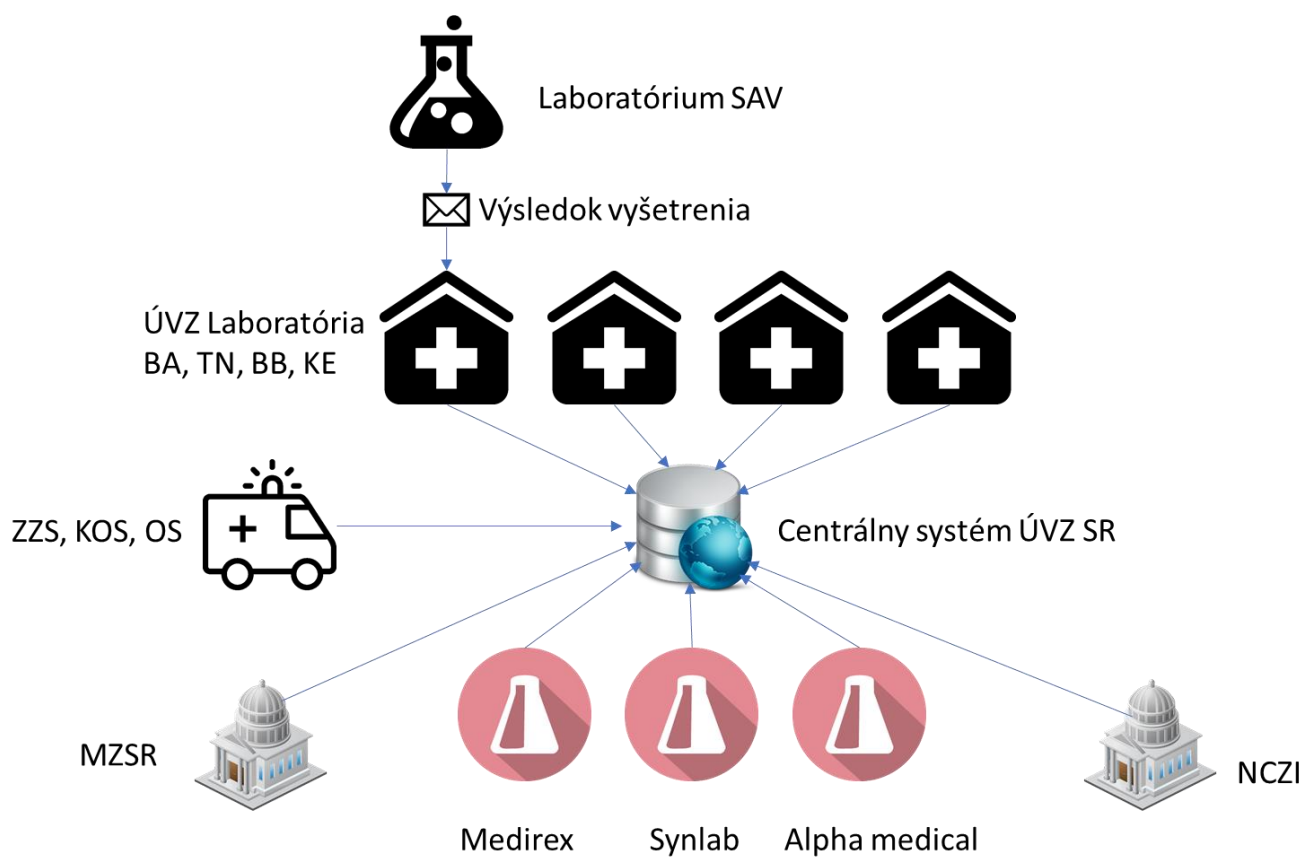 Laboratórium SAV
Výsledok vyšetrenia
ÚVZ Laboratória
BA, TN, BB, KE
ZZS, KOS, OS
Centrálny systém ÚVZ SR
MZSR
NCZI
Medirex
Synlab
Alpha medical